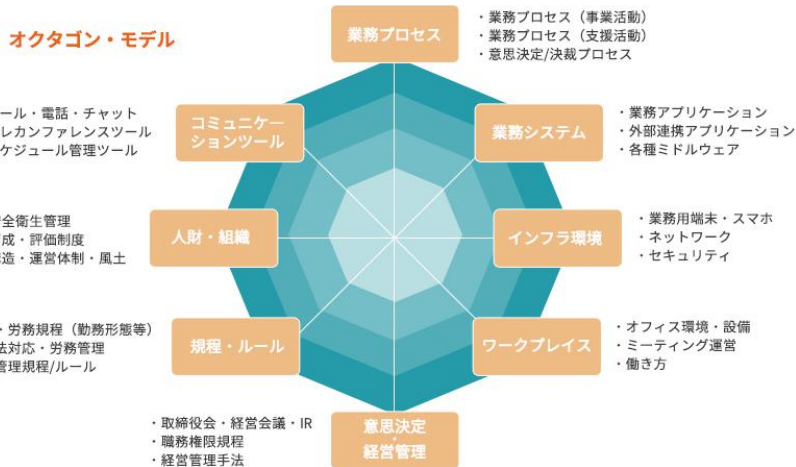 オクタゴン・モデル
業務プロセス
・業務プロセス（事業活動）
・業務プロセス（支援活動）
・意思決定/決裁プロセス
ール・電話・チャット
レカンファレンスツール
ケジュール管理ツール
コミュニケー
ションツール
業務システム
・業務アプリケーション
・外部連携アプリケーション
・各種ミドルウェア
全衛生管理
成・評価制度
造・運営体制・風土
人財・組織
インフラ環境
・業務用端末・スマホ
・ネットワーク
・セキュリティ
・労務規程（勤務形態等）
法対応・労務管理
管理規程/ルール
規程・ルール
ワークプレイス
・オフィス環境・設備
・ミーティング運営
・働き方
・取締役会・経営会議・IR
・職務権限規程
・経営管理手法
意思決定
・
経営管理